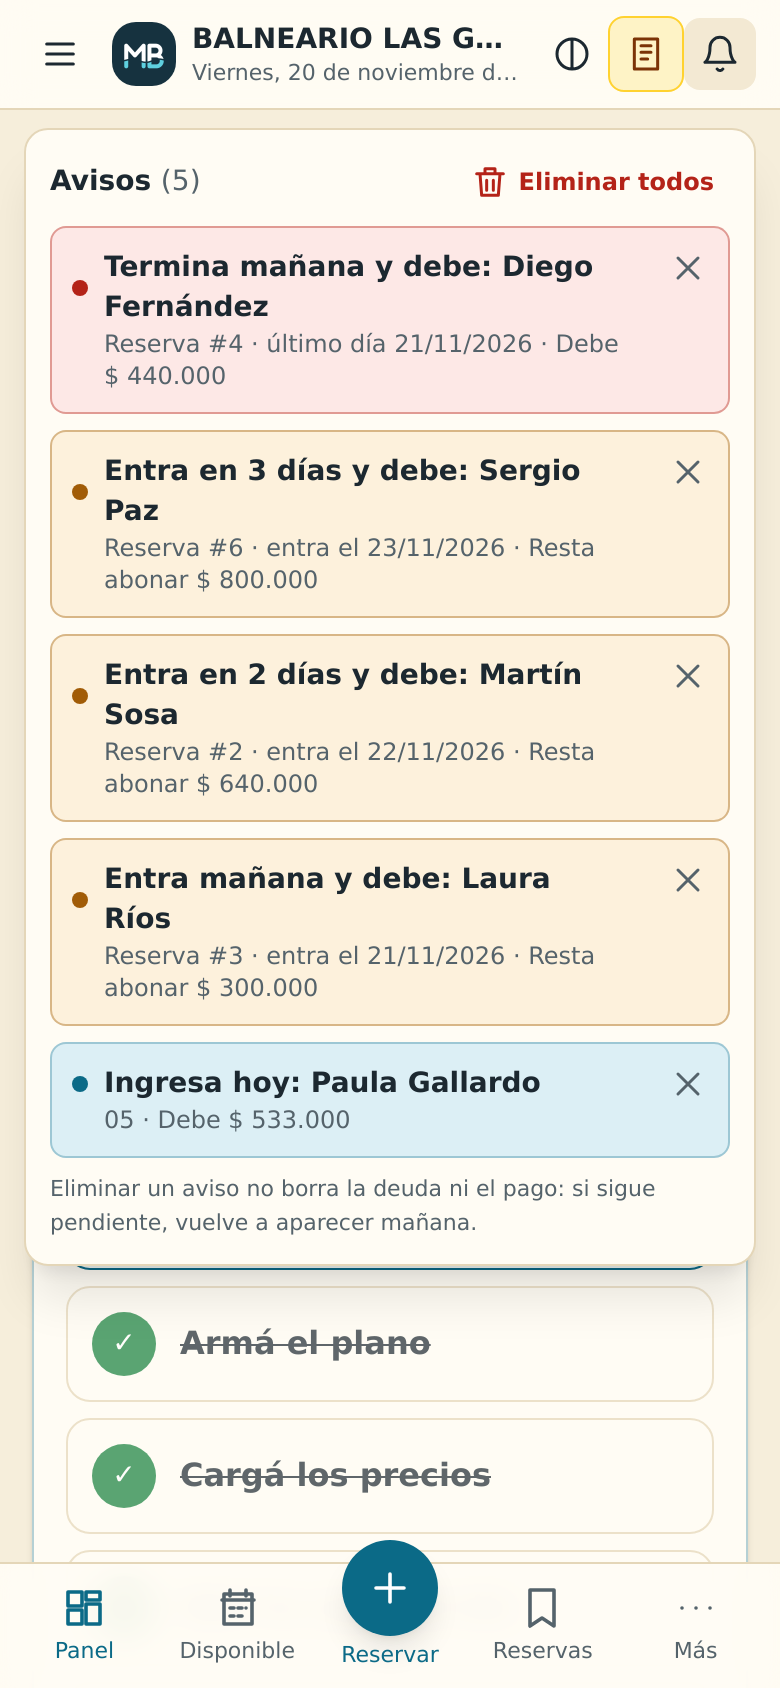 BALNEARIO LAS G...
Viernes, 20 de noviembre d...
MB
Avisos (5)
Eliminar todos
Termina mañana y debe: Diego
Fernández
Reserva #4 · último día 21/11/2026 · Debe
$ 440.000
Entra en 3 días y debe: Sergio
Paz
Reserva #6 · entra el 23/11/2026 · Resta
abonar $ 800.000
Entra en 2 días y debe: Martín
Sosa
Reserva #2 · entra el 22/11/2026 · Resta
abonar $ 640.000
Entra mañana y debe: Laura
Ríos
Reserva #3 · entra el 21/11/2026 · Resta
abonar $ 300.000
Ingresa hoy: Paula Gallardo
05 · Debe $ 533.000
Eliminar un aviso no borra la deuda ni el pago: si sigue
pendiente, vuelve a aparecer mañana.
Armá el plano
Cargá los precios
Panel
Disponible
Reservar
Reservas
Más